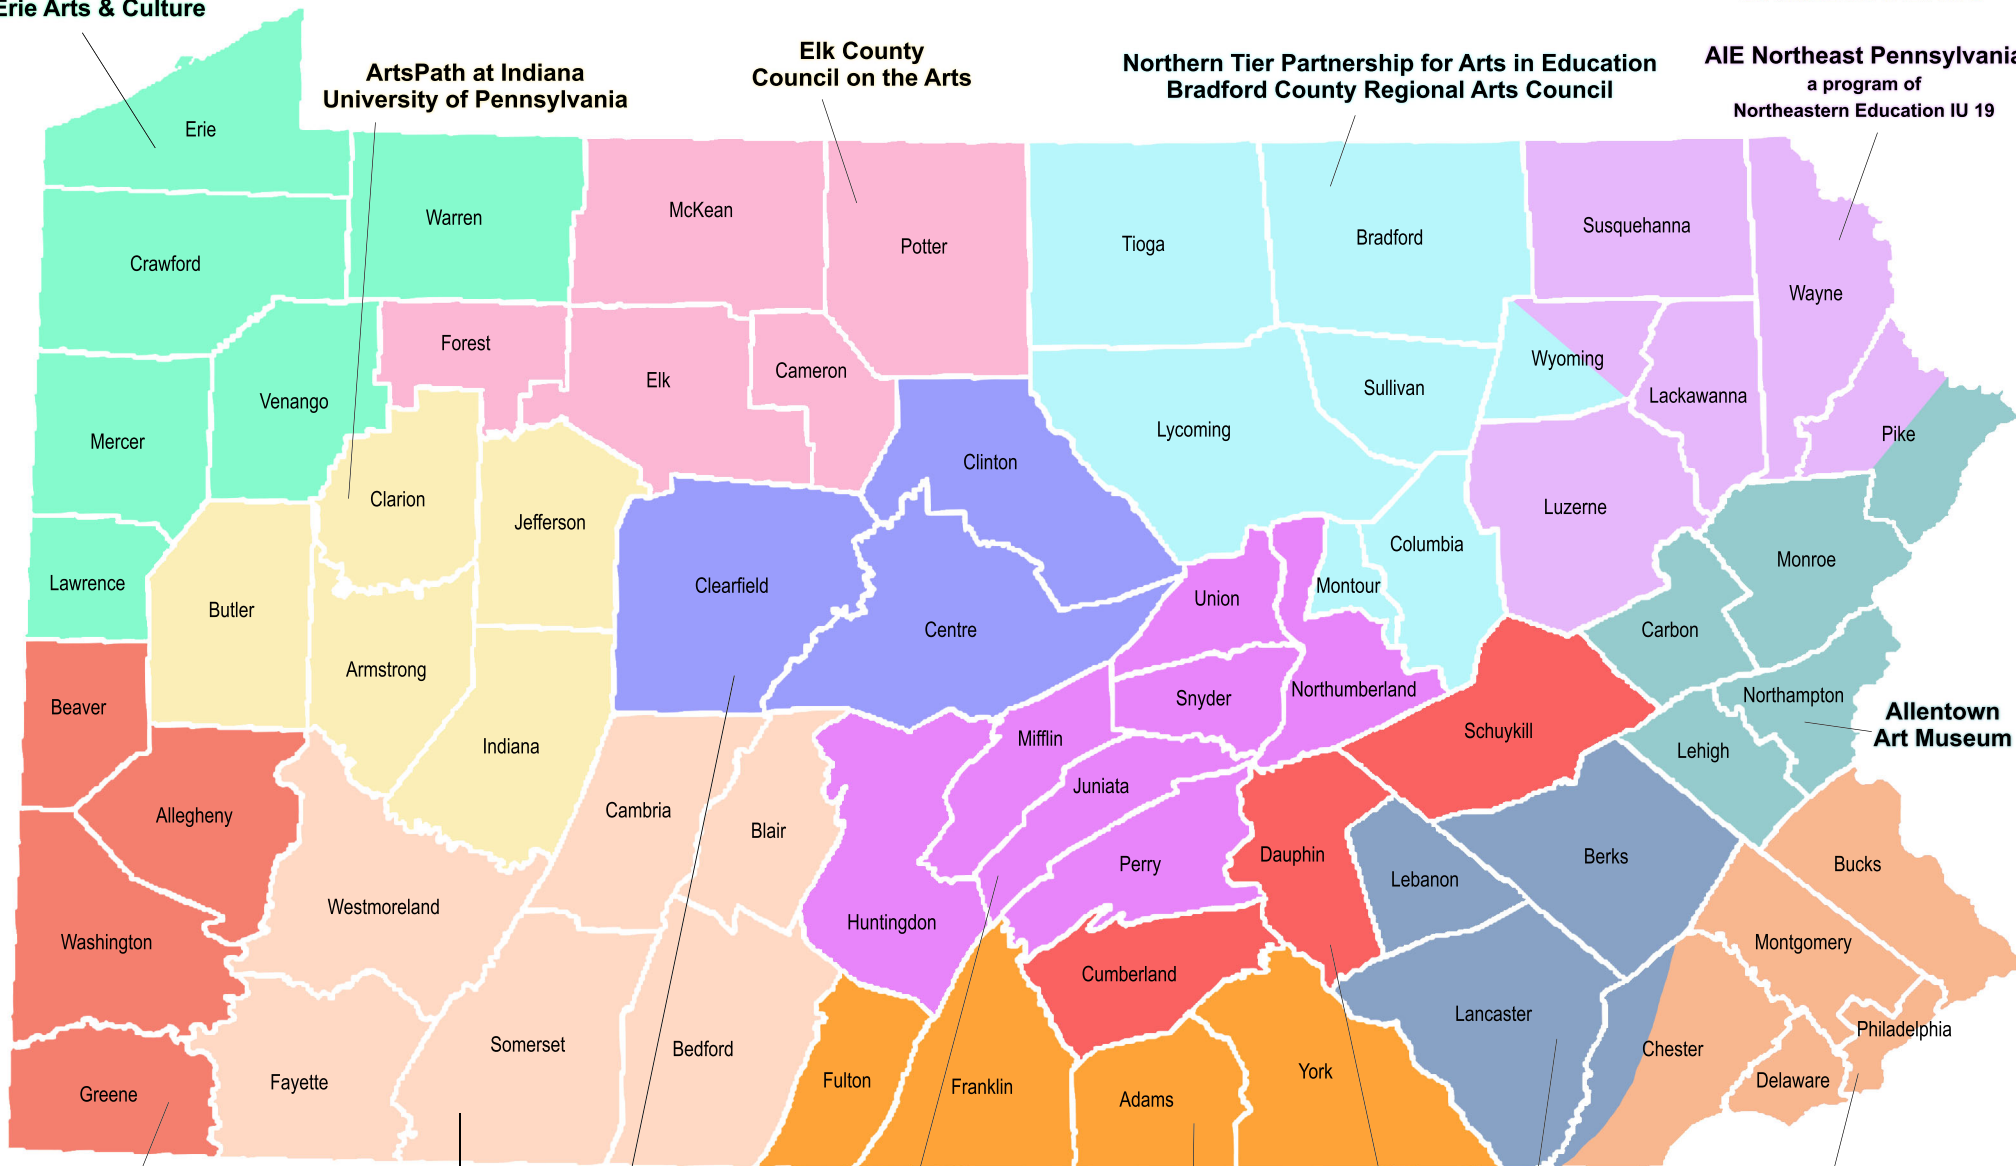 Erie Arts & Culture
ArtsPath at Indiana
University of Pennsylvania
Elk County
Council on the Arts
Northern Tier Partnership for Arts in Education
Bradford County Regional Arts Council
AIE Northeast Pennsylvania
a program of
Northeastern Education IU 19
Erie
Warren
McKean
Potter
Tioga
Bradford
Susquehanna
Wayne
Crawford
Forest
Elk
Cameron
Sullivan
Wyoming
Lackawanna
Pike
Venango
Mercer
Clarion
Jefferson
Clinton
Lycoming
Luzerne
Columbia
Monroe
Lawrence
Butler
Clearfield
Centre
Union
Montour
Carbon
Armstrong
Beaver
Indiana
Mifflin
Snyder
Northumberland
Schuykill
Northampton
Lehigh
Allentown
Art Museum
Allegheny
Cambria
Blair
Juniata
Perry
Dauphin
Lebanon
Berks
Bucks
Westmoreland
Huntingdon
Washington
Cumberland
Montgomery
Lancaster
Philadelphia
Somerset
Bedford
Chester
Greene
Fayette
Fulton
Franklin
Adams
York
Delaware